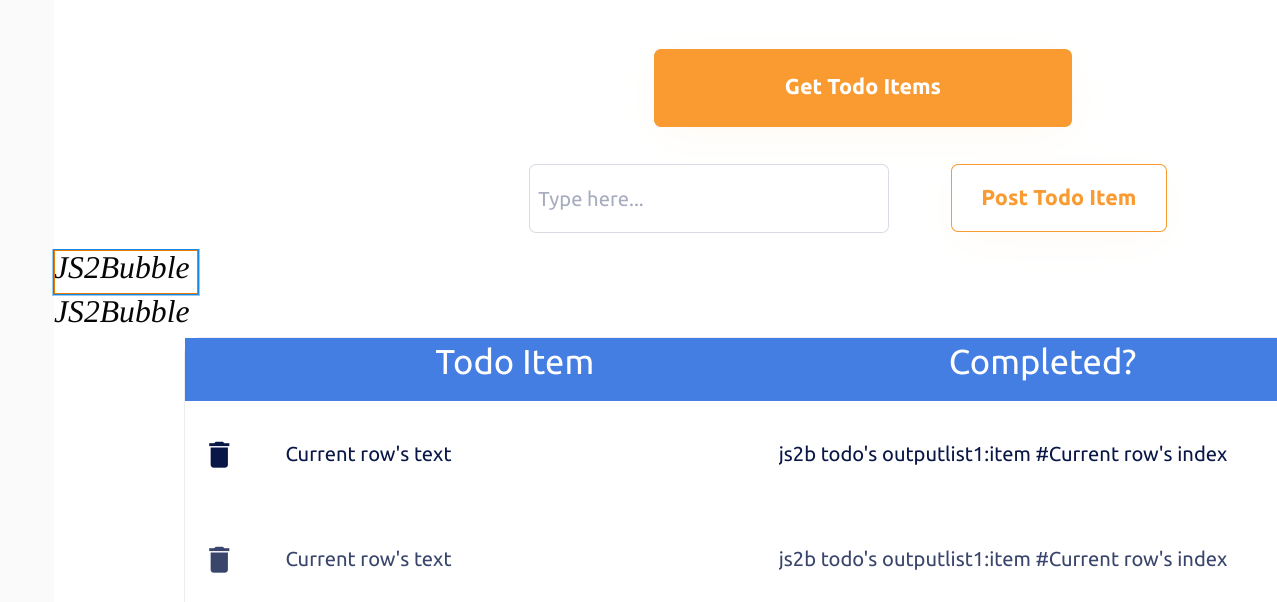 Get Todo Items
Type here...
Post Todo Item
JS2Bubble
JS2Bubble
Todo Item
Completed?
Current row's text
js2b todo's outputlist1:item #Current row's index
Current row's text
js2b todo's outputlist1:item #Current row's index